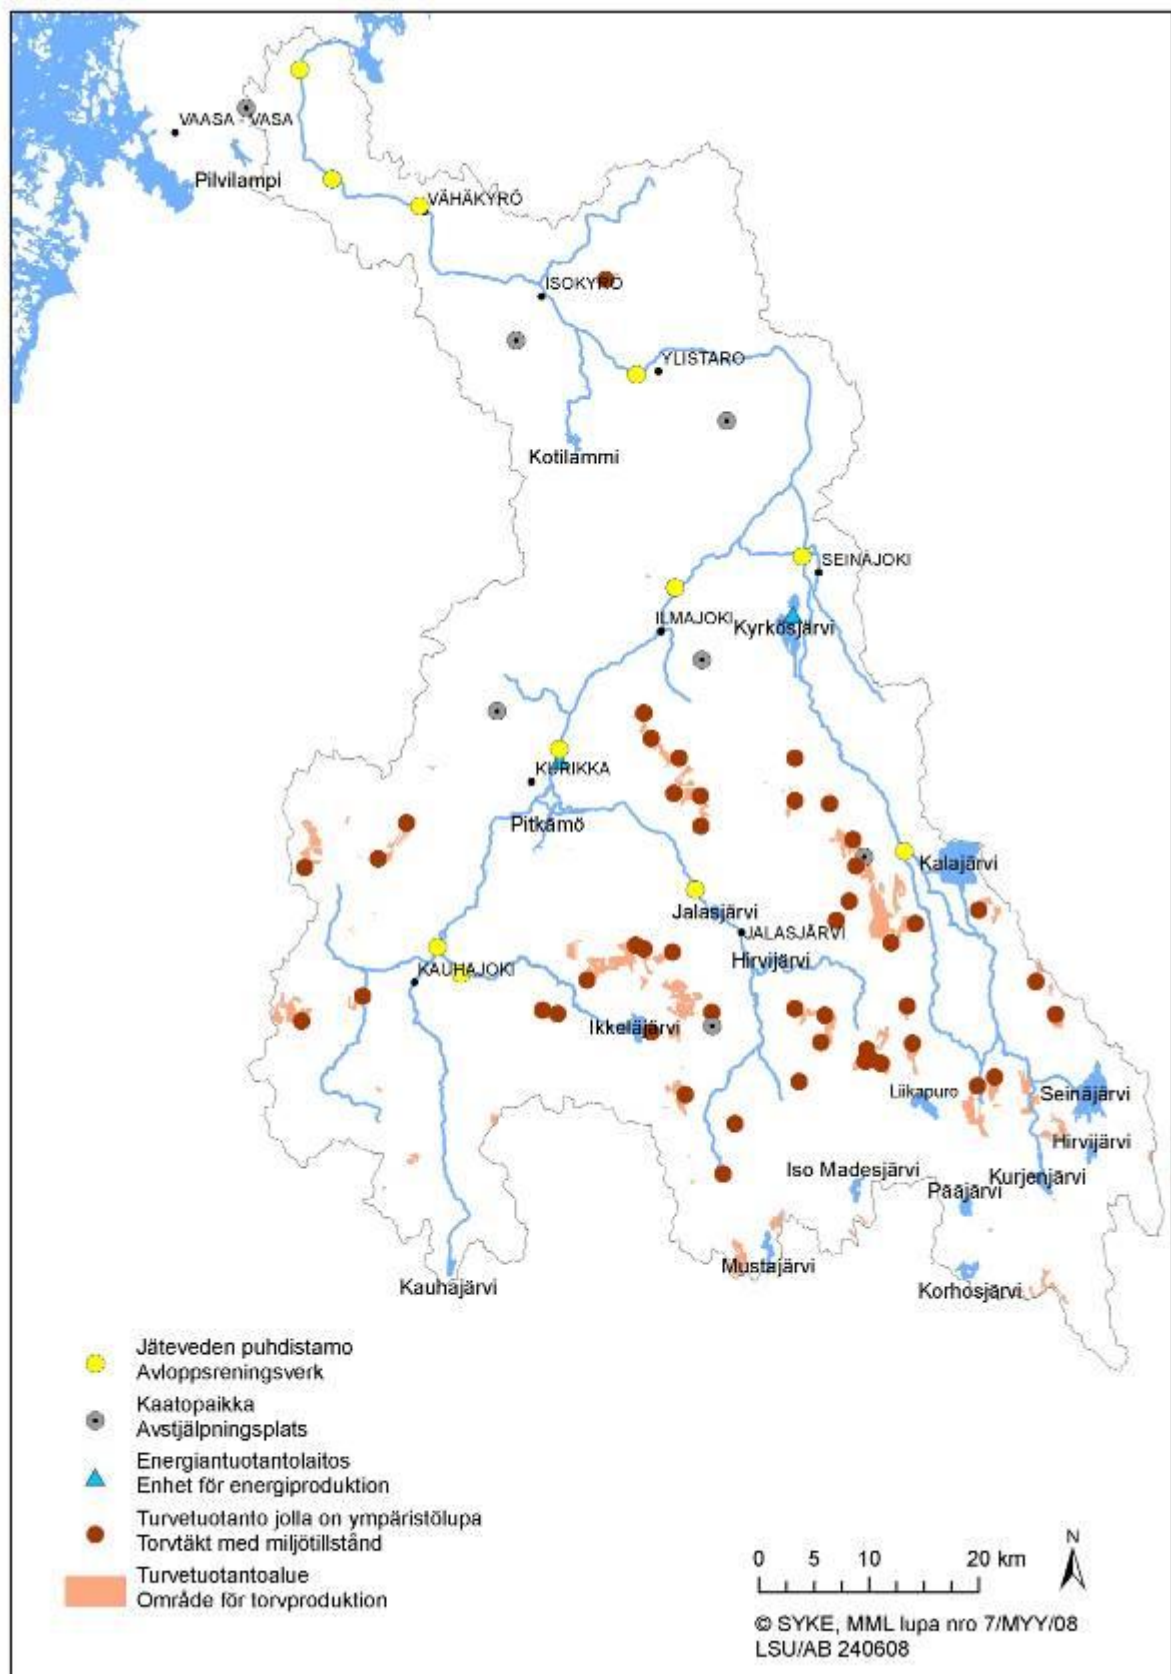 VAASA - VASA
Pilvilampi
VÄHÄKYRÖ
ISOKYRÖ
YLISTARO
Kotilammi
SEINÄJOKI
ILMAJOKI
Kyrkösjärvi
KURIKKA
Pitkämö
Kalajärvi
Jalasjärvi
JALASJÄRVI
Hirvijärvi
KAUHAJOKI
Ikkeläjärvi
Liikapuro
Seinäjärvi
Hirvijärvi
Iso Madesjärvi
Kurjenjärvi
Pääjärvi
Mustajärvi
Kauhajärvi
Korhosjärvi
Jäteveden puhdistamo
Avloppsreningsverk
Kaatopaikka
Avstjälpningsplats
Energiantuotantolaitos
Enhet för energiproduktion
Turvetuotanto jolla on ympäristölupa
Torvtäkt med miljötillstånd
Turvetuotantoalue
Område för torvproduktion
N
0 5 10 20 km
© SYKE, MML lupa nro 7/MYY/08
LSU/AB 240608